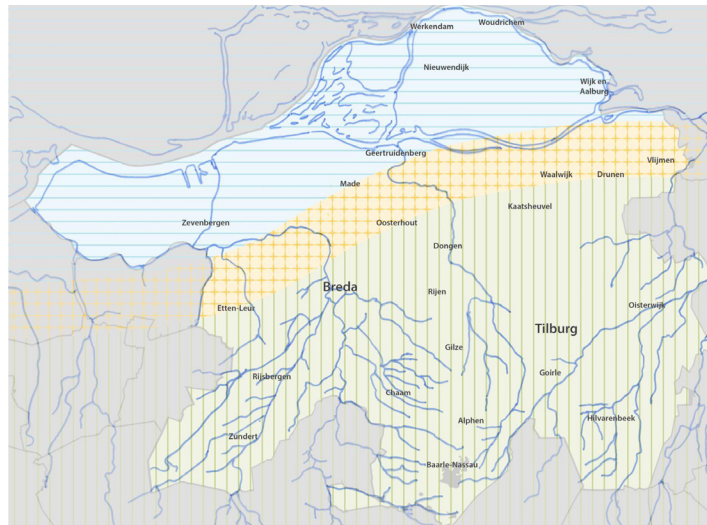 Woudrichem
Werkendam
Nieuwendijk
Wijk en
Aalburg
Geertruidenberg
Vlijmen
Waalwijk
Drunen
Made
Kaatsheuvel
Zevenbergen
Oosterhout
Dongen
Breda
Rijen
Etten-Leur
Oisterwijk
Tilburg
Gilze
Goirle
Rijsbergen
Chaam
Alphen
Hilvarenbeek
Zundert
Baarle-Nassau